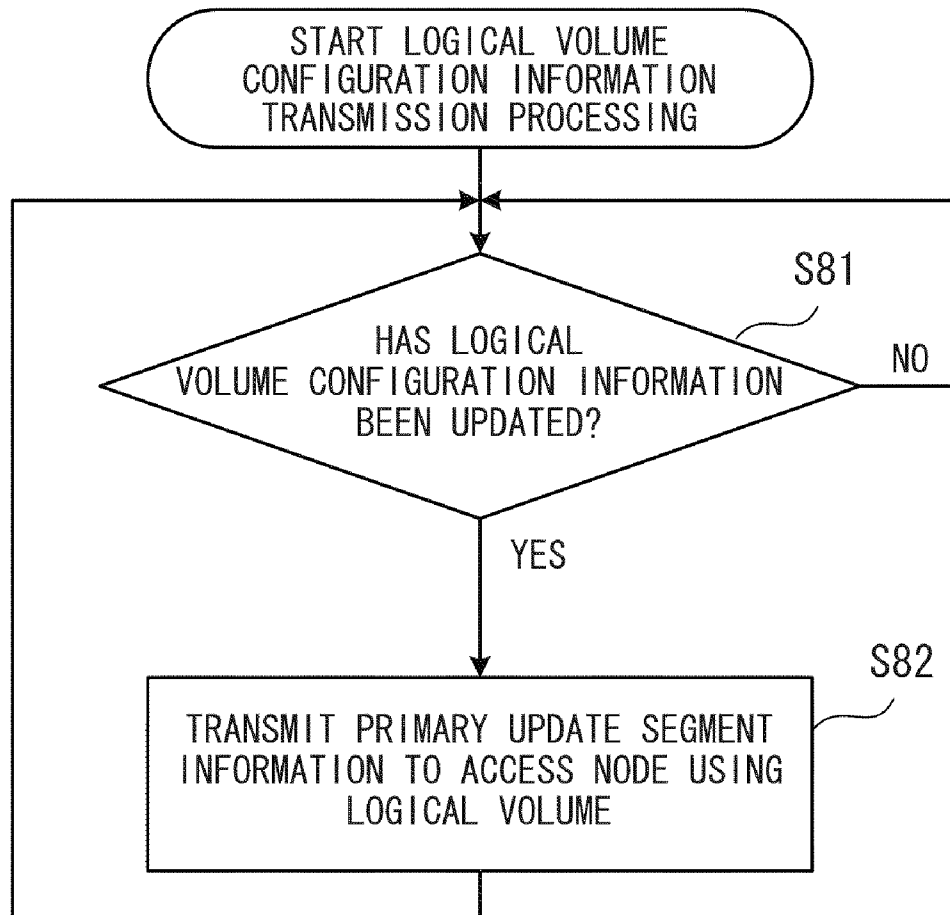 START LOGICAL VOLUME
CONFIGURATION INFORMATION
TRANSMISSION PROCESSING
S81
HAS LOGICAL
VOLUME CONFIGURATION INFORMATION
BEEN UPDATED?
NO
YES
S82
TRANSMIT PRIMARY UPDATE SEGMENT
INFORMATION TO ACCESS NODE USING
LOGICAL VOLUME